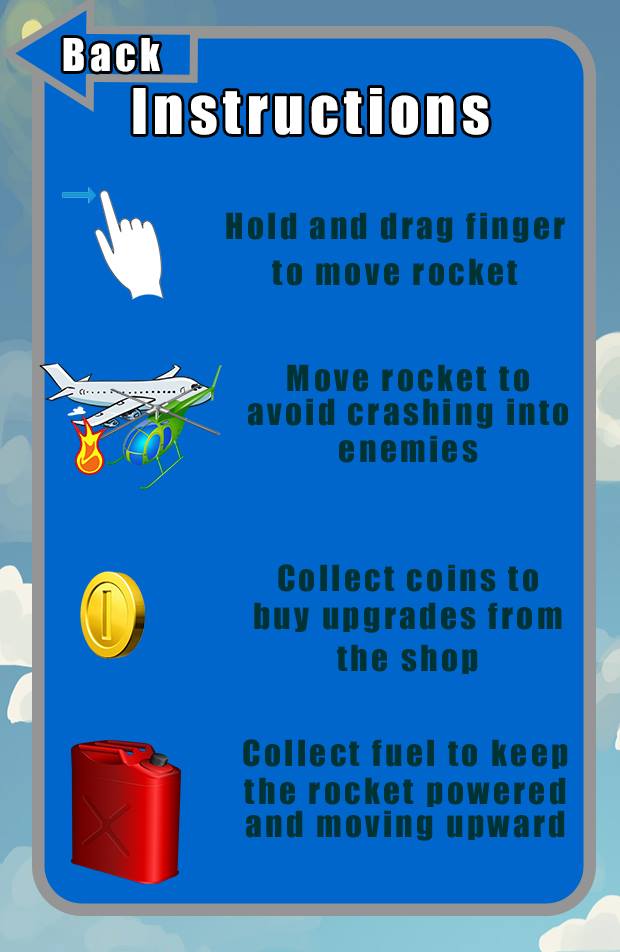 Back
Instructions
Hold and drag finger
to move rocket
Move rocket to
avoid crashing into
enemies
Collect coins to
buy upgrades from
the shop
Collect fuel to keep
the rocket powered
and moving upward